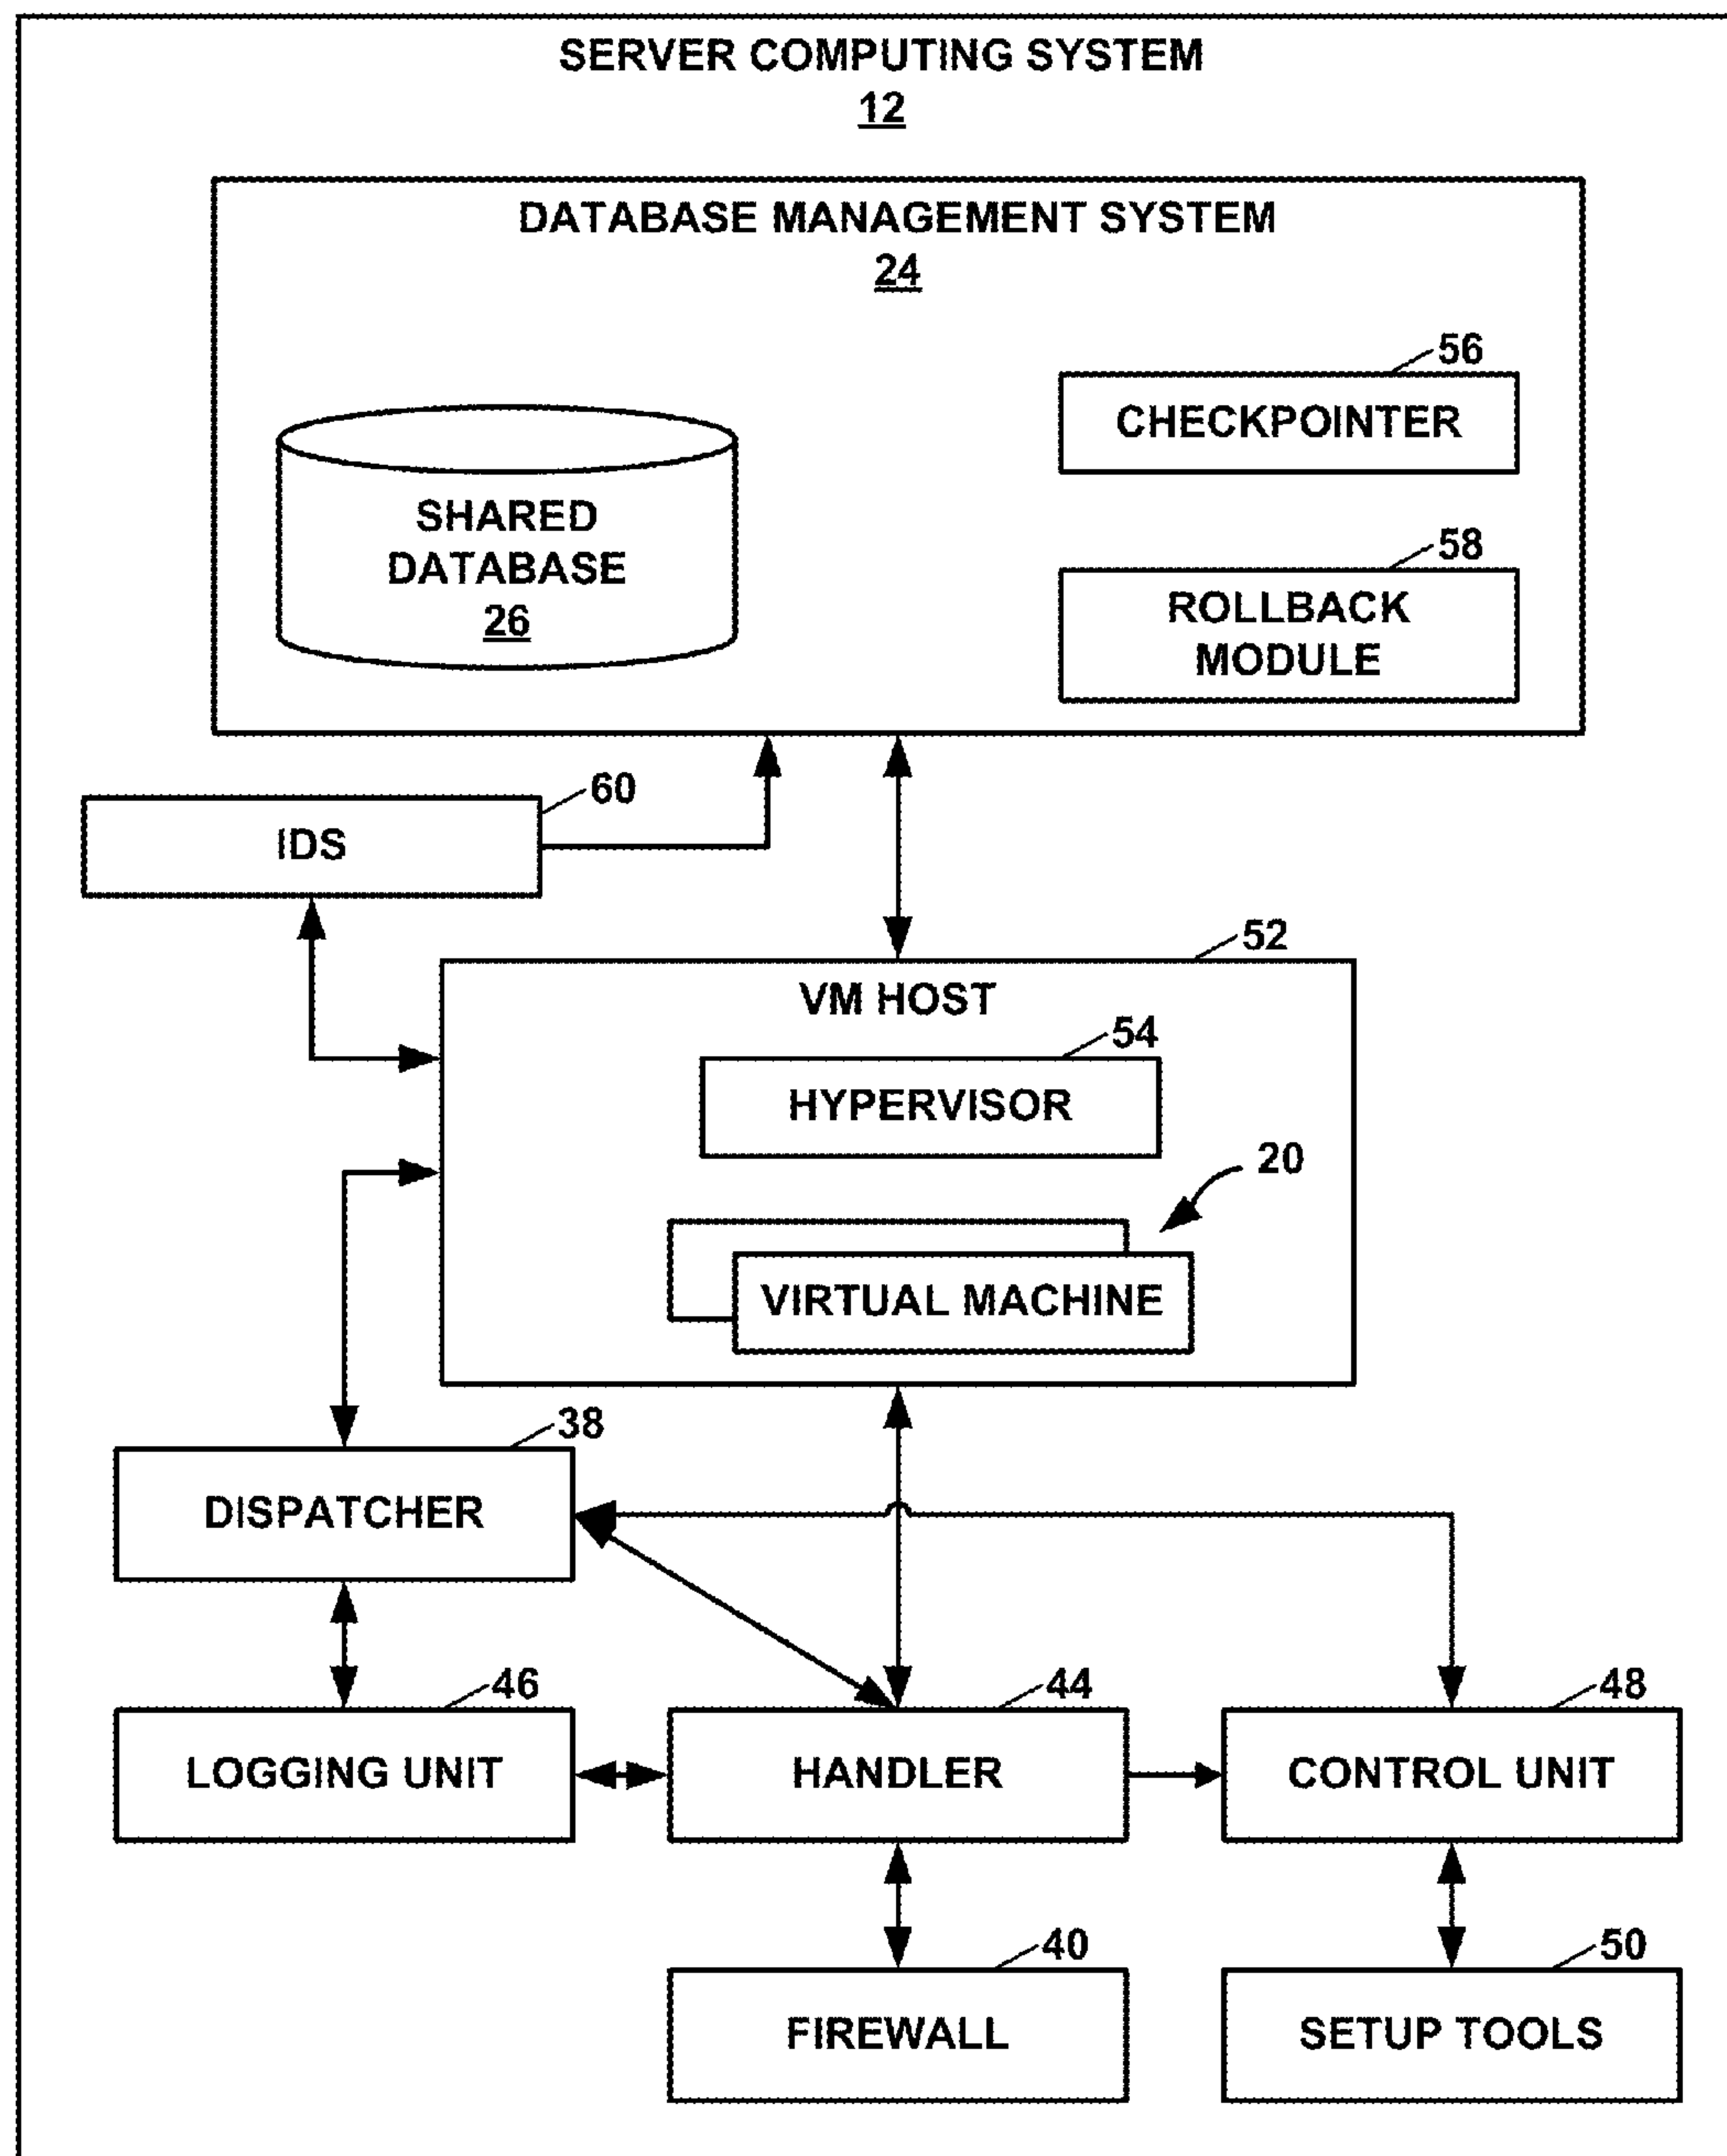 SERVER COMPUTING SYSTEM
12
DATABASE MANAGEMENT SYSTEM
24
56
CHECKPOINTER
SHARED
DATABASE
26
58
ROLLBACK
MODULE
60
IDS
52
VM HOST
54
HYPERVISOR
20
VIRTUAL MACHINE
38
DISPATCHER
46
LOGGING UNIT
44
HANDLER
48
CONTROL UNIT
40
FIREWALL
50
SETUP TOOLS